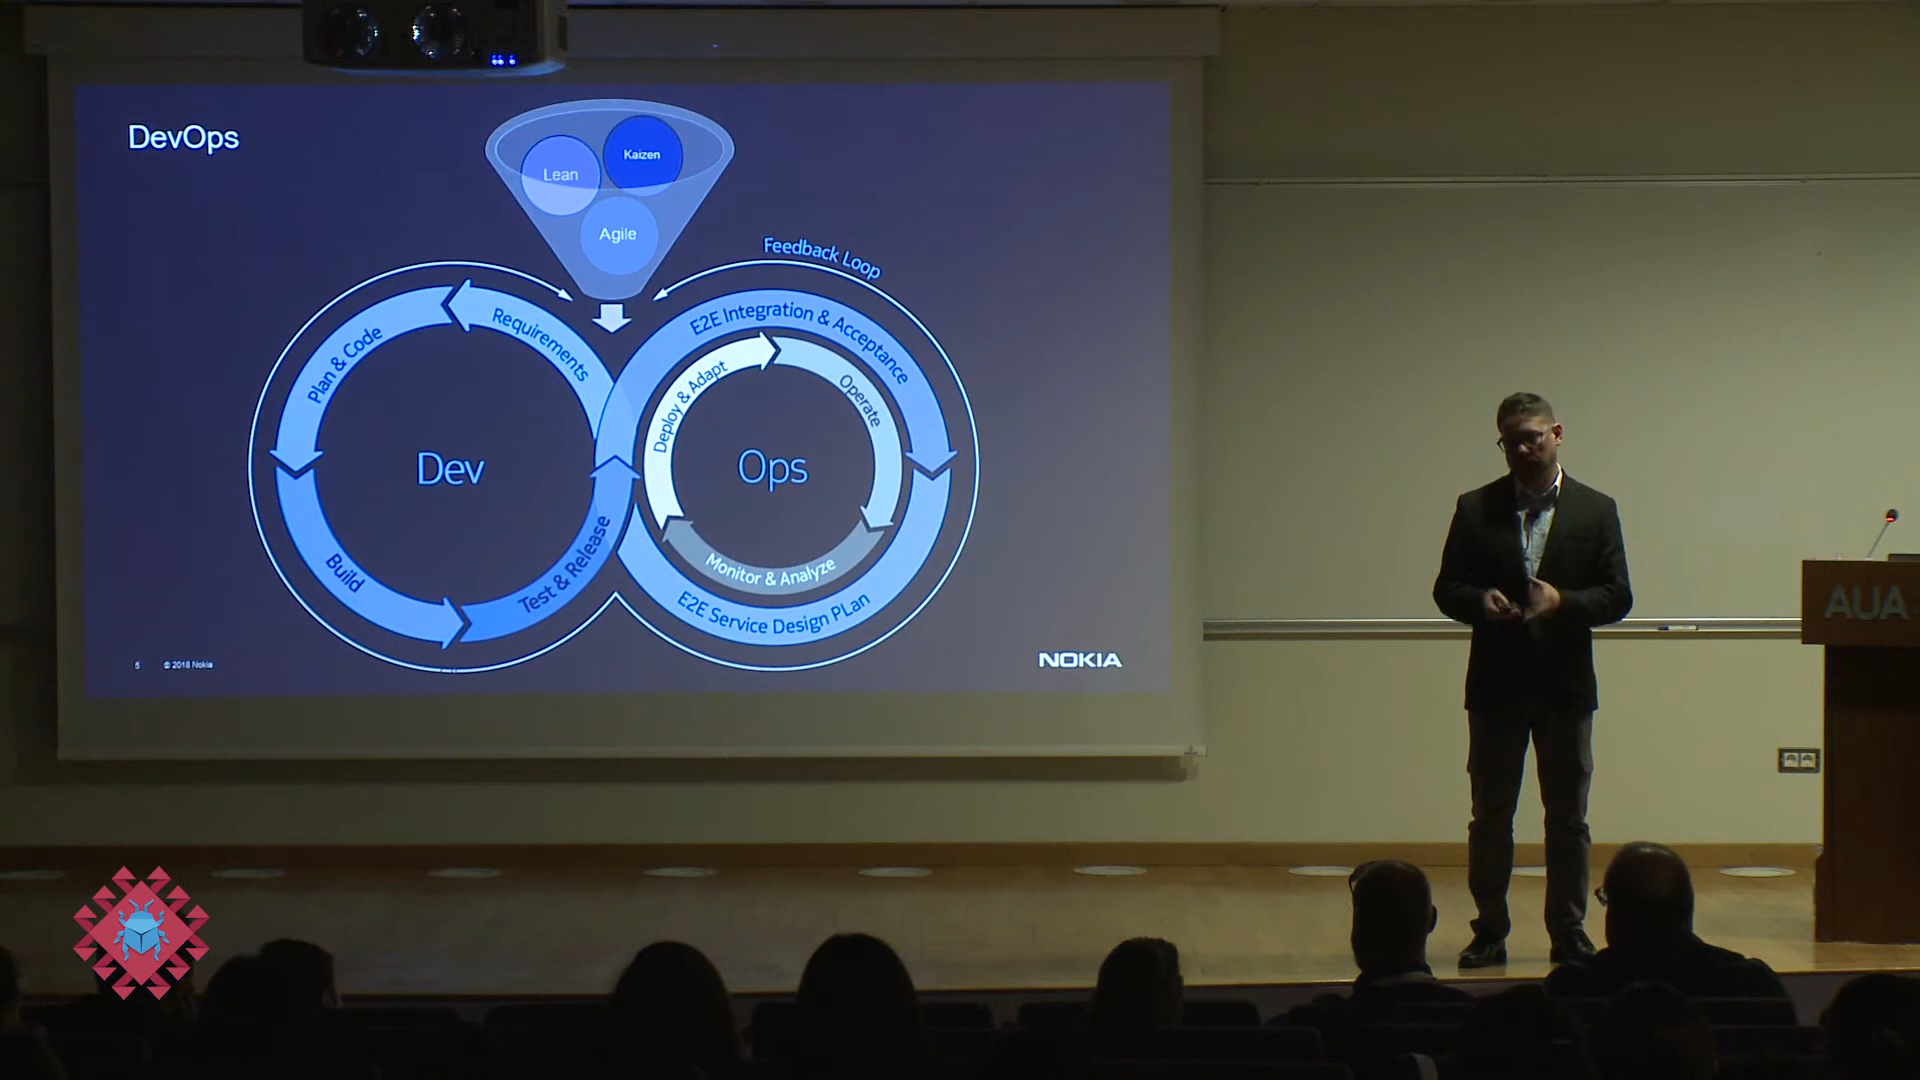 DevOps
Lean
Kaizen
Agile
Feedback Loop
Requirements
Plan & Code
Build
Test & Release
Dev
E2E Integration & Acceptance
Deploy & Adapt
Operate
Ops
Monitor & Analyze
E2E Service Design PLan
5
© 2018 Nokia
NOKIA
AUA